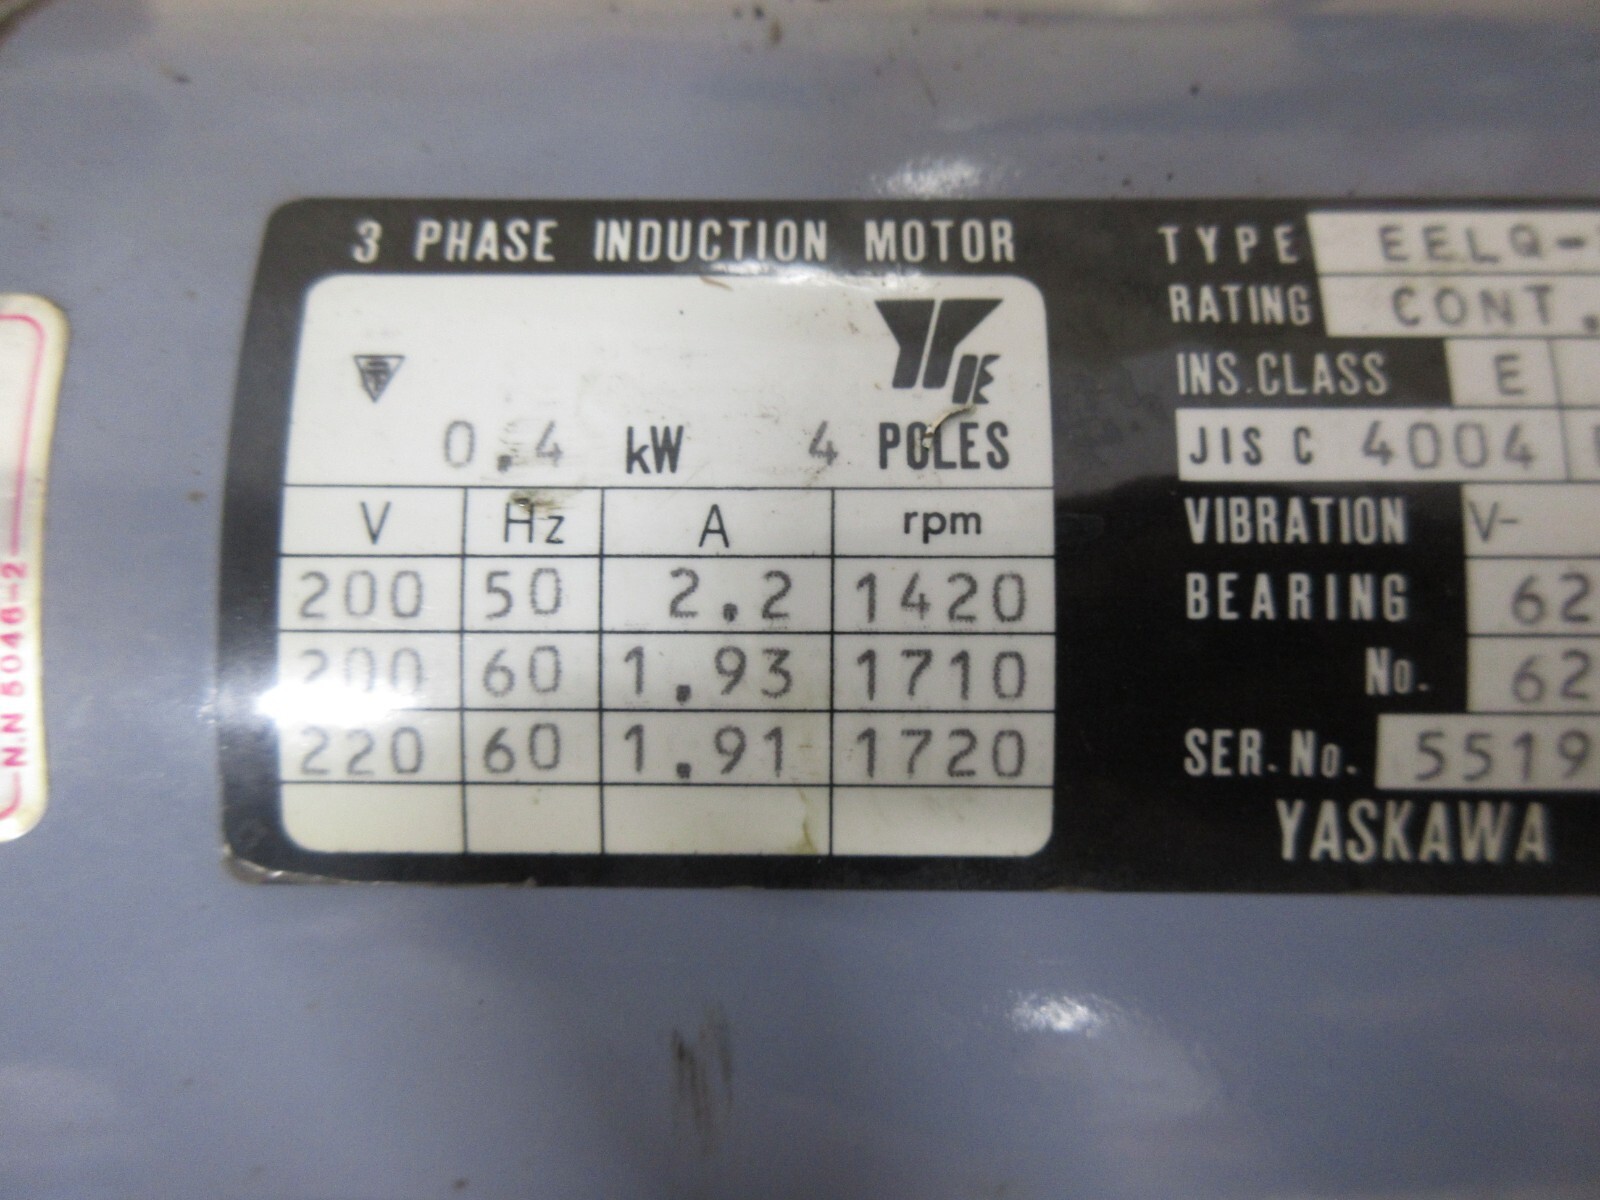 3 PHASE INDUCTION MOTOR
0.4 kW 4 POLES
V Hz A rpm
200 50 2.2 1420
200 60 1.93 1710
220 60 1.91 1720
TYPE EELQ-
RATING CONT.
INS.CLASS E
JIS C 4004
VIBRATION V-
BEARING 62
No. 62
SER.No. 5519
YASKAWA
N.N 5046-2